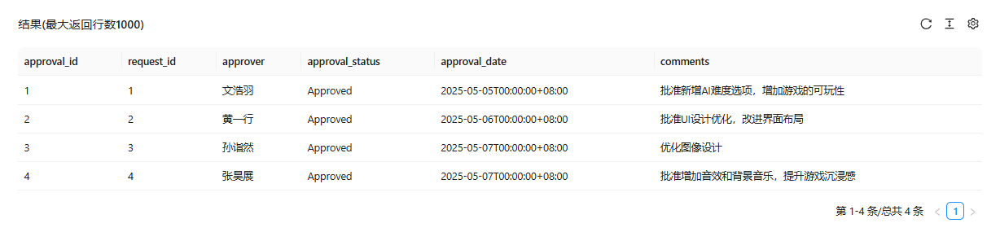 结果(最大返回行数1000)
approval_id request_id approver approval_status approval_date comments
1 1 文浩羽 Approved 2025-05-05T00:00:00+08:00 批准新增AI难度选项，增加游戏的可玩性
2 2 黄一行 Approved 2025-05-06T00:00:00+08:00 批准UI设计优化，改进界面布局
3 3 孙诣然 Approved 2025-05-07T00:00:00+08:00 优化图像设计
4 4 张昊展 Approved 2025-05-07T00:00:00+08:00 批准增加音效和背景音乐，提升游戏沉浸感
第 1-4 条/总共 4 条 < 1 >